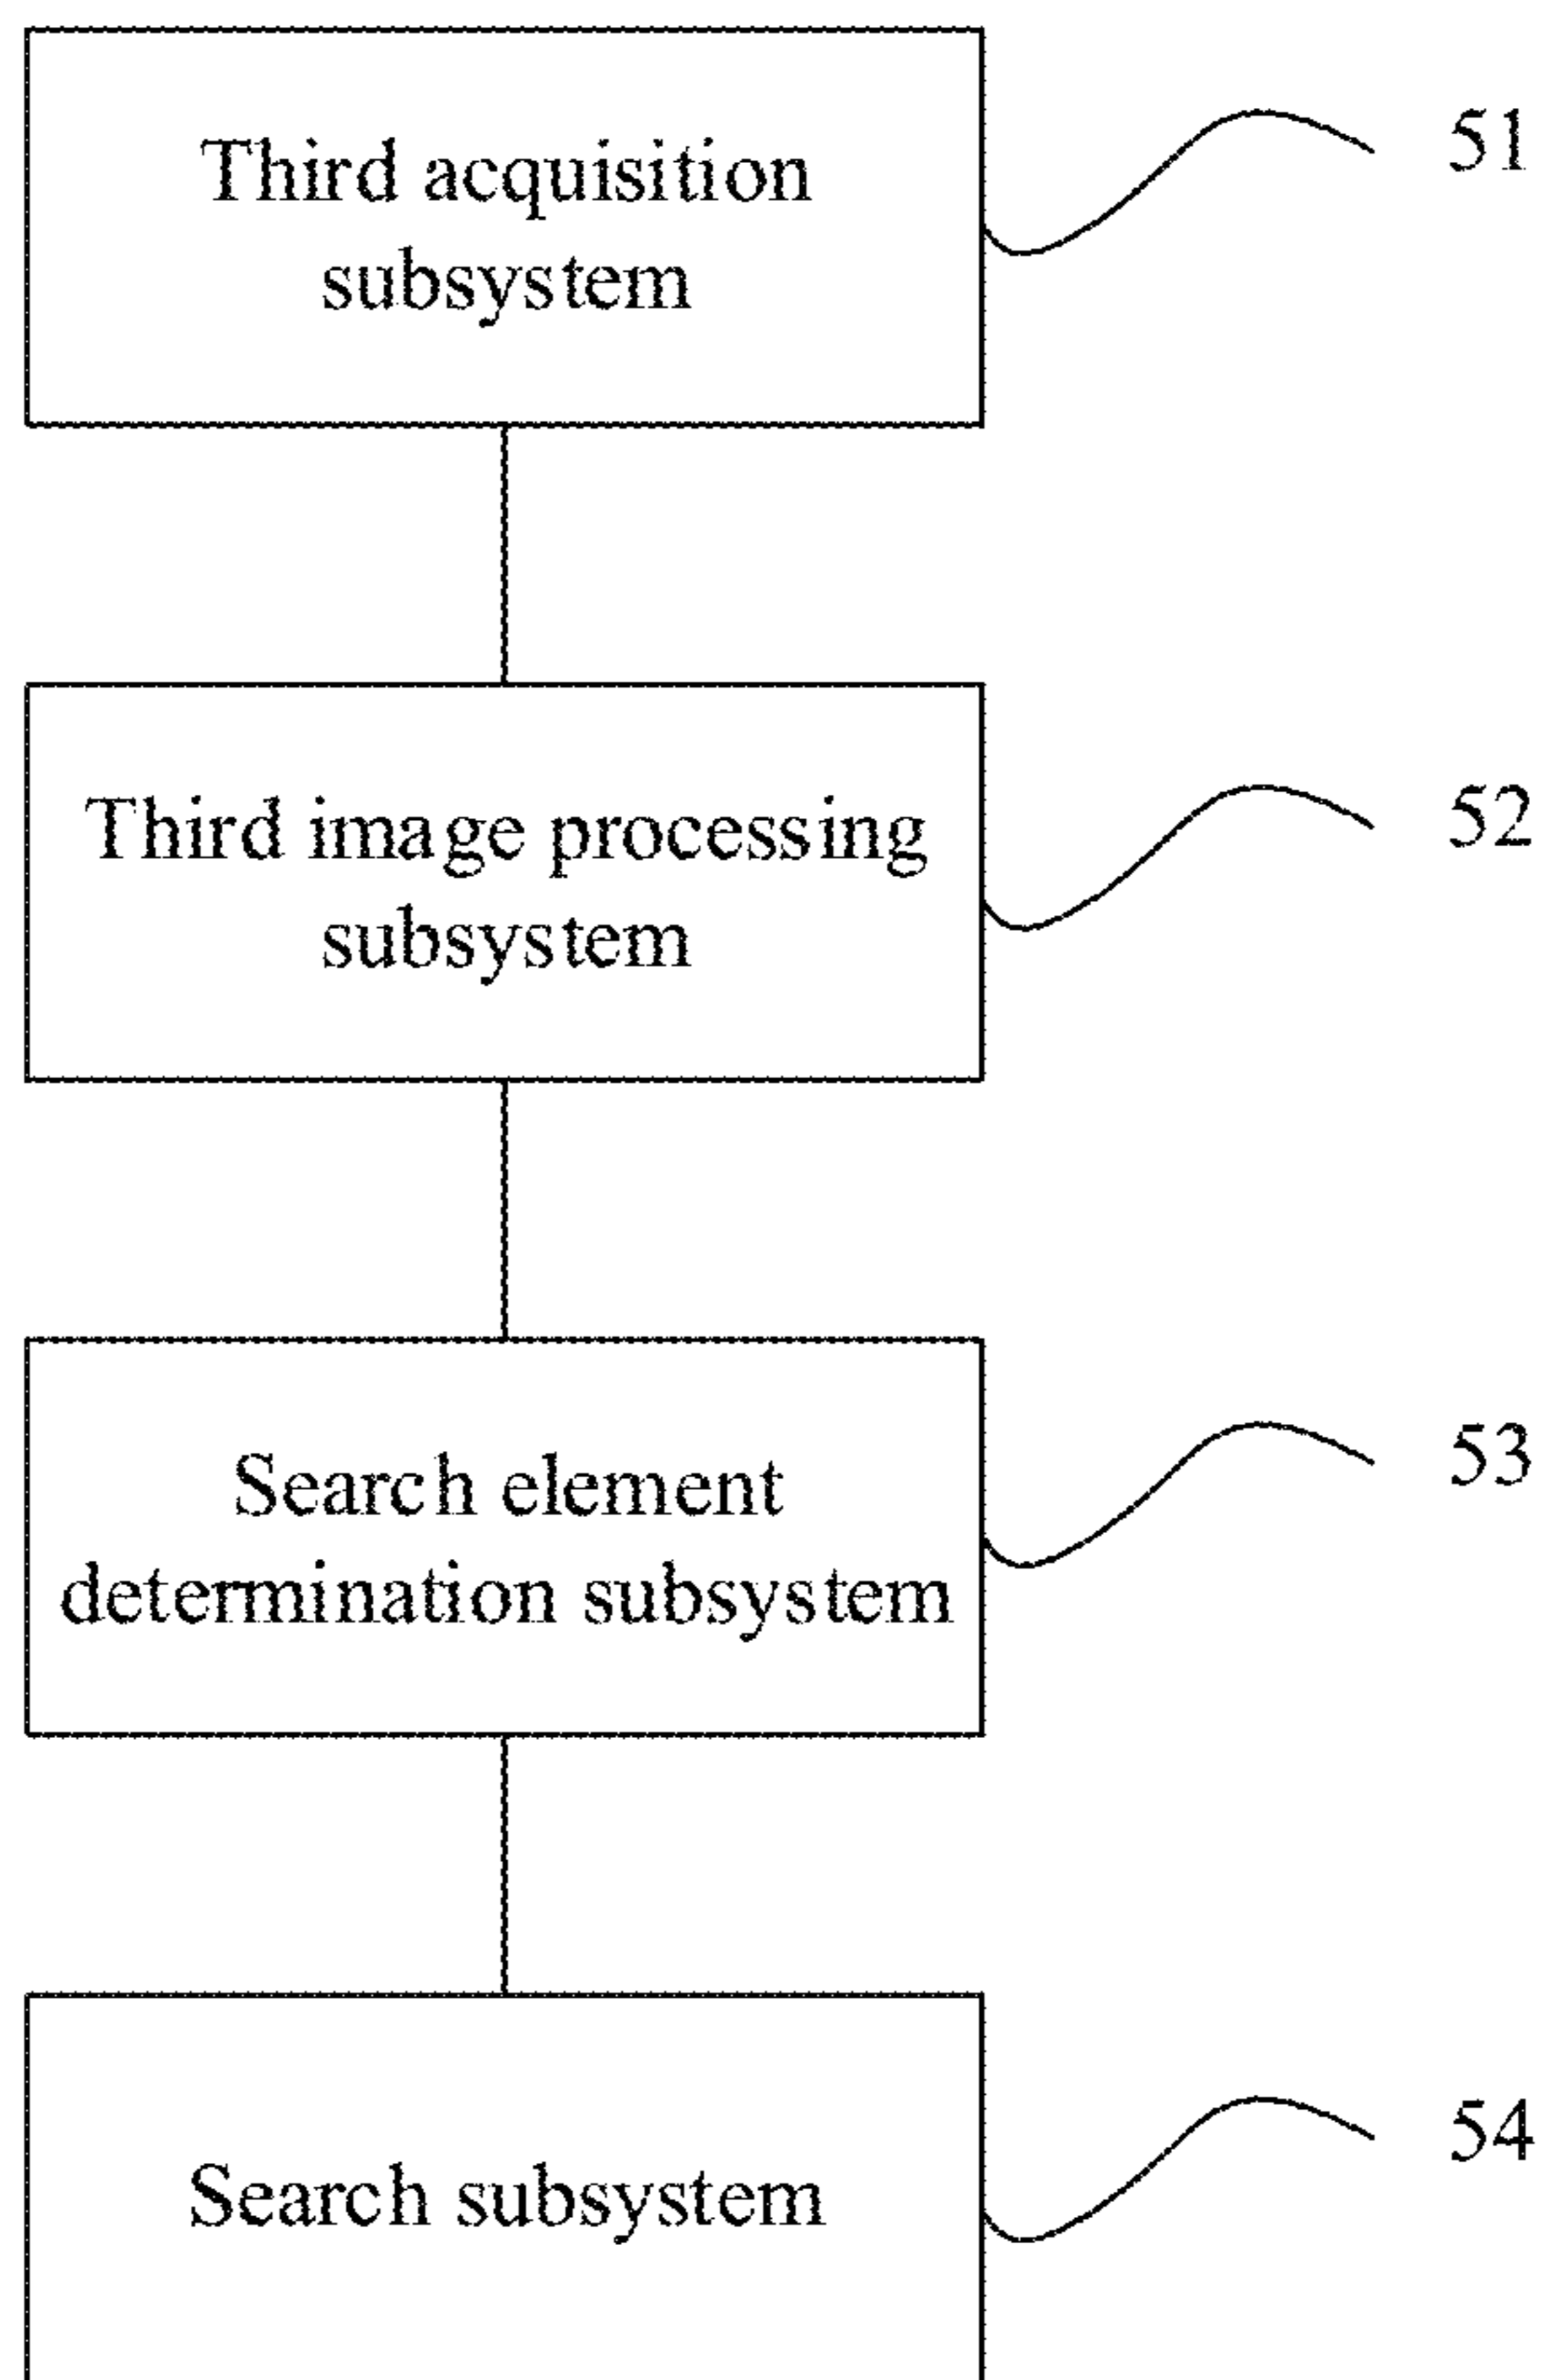 Third acquisition
subsystem
51
Third image processing
subsystem
52
Search element
determination subsystem
53
Search subsystem
54